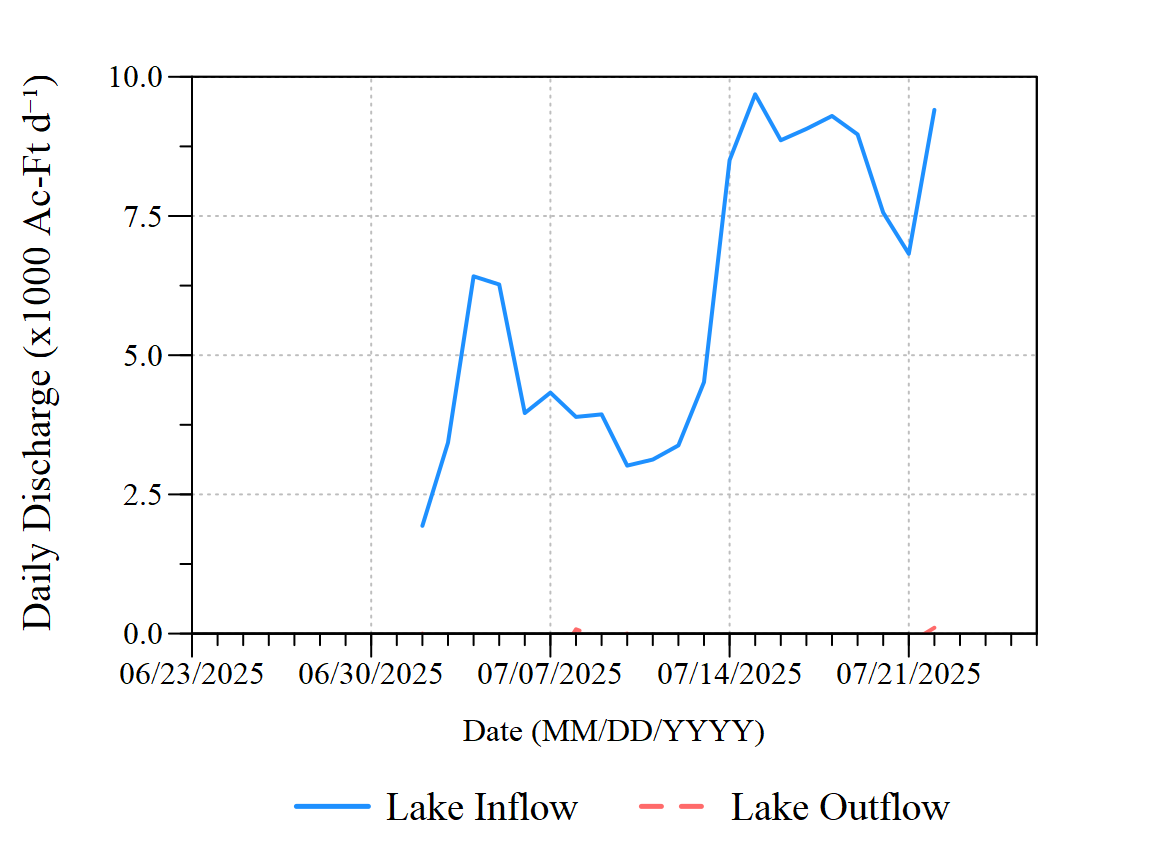 Daily Discharge (x1000 Ac-Ft d⁻¹)
10.0
7.5
5.0
2.5
0.0
06/23/2025 06/30/2025 07/07/2025 07/14/2025 07/21/2025
Date (MM/DD/YYYY)
Lake Inflow Lake Outflow